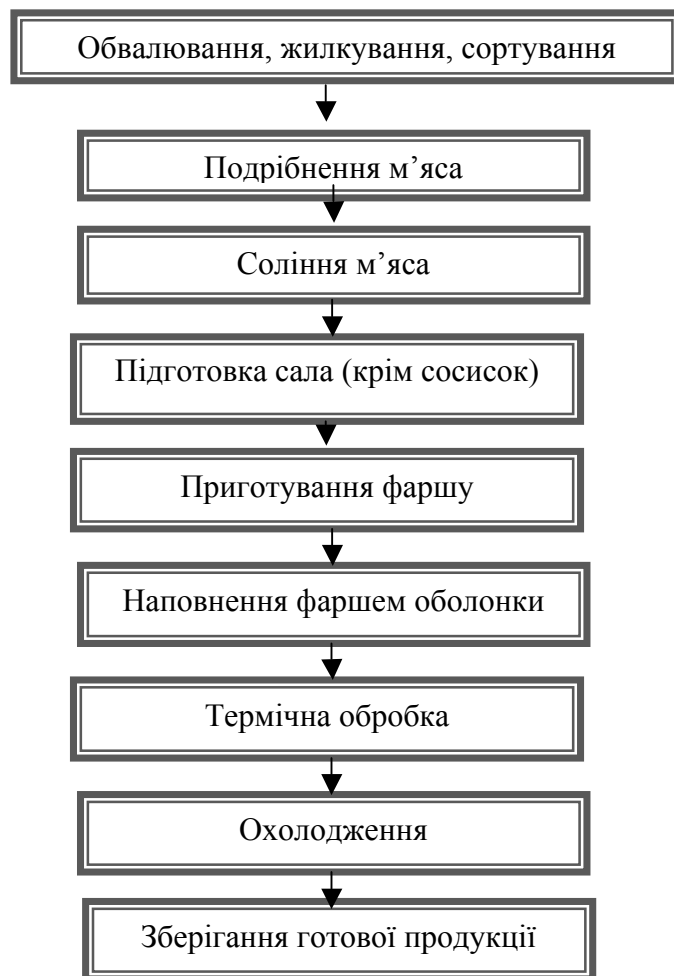 Обвалювання, жилкування, сортування
Подрібнення м’яса
Соління м’яса
Підготовка сала (крім сосисок)
Приготування фаршу
Наповнення фаршем оболонки
Термічна обробка
Охолодження
Зберігання готової продукції